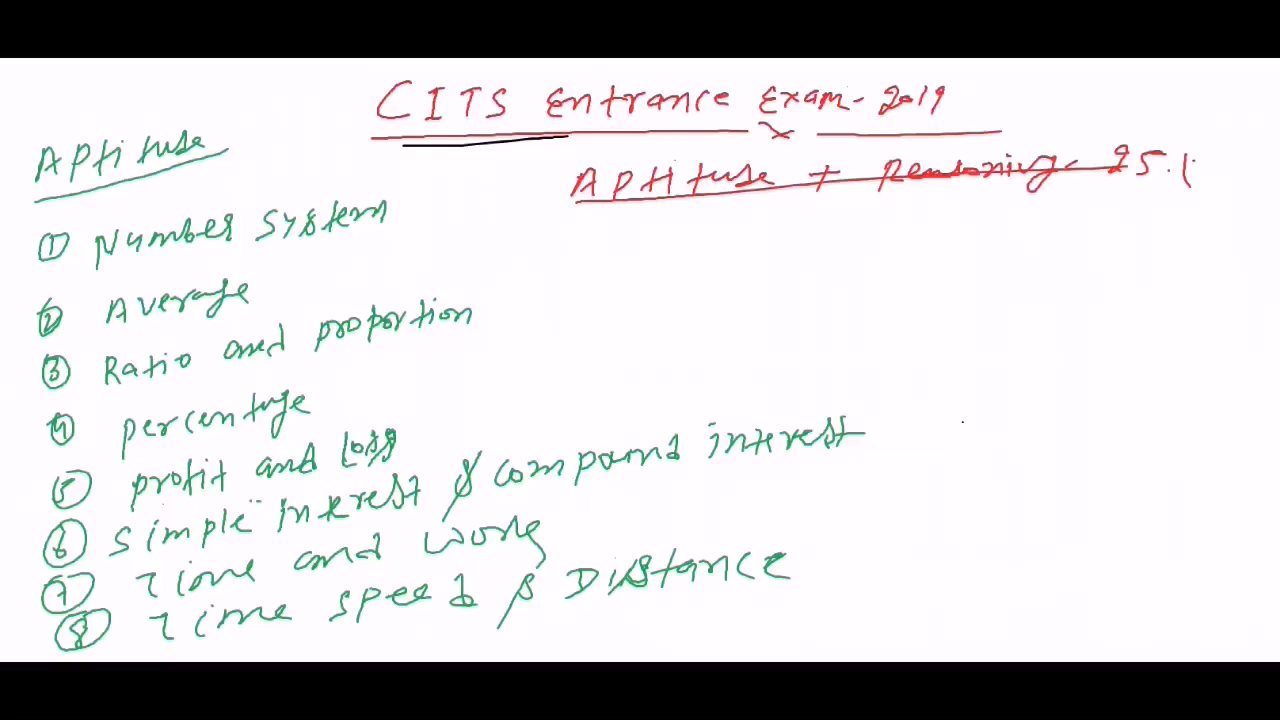 CITS Entrance Exam-2019
Aptitude + Reasoning- 25.
Aptitude
① Number System
② Average
③ Ratio and proportion
④ percentage
⑤ profit and loss
⑥ Simple interest & compound interest
⑦ Time and work
⑧ Time speed & Distance